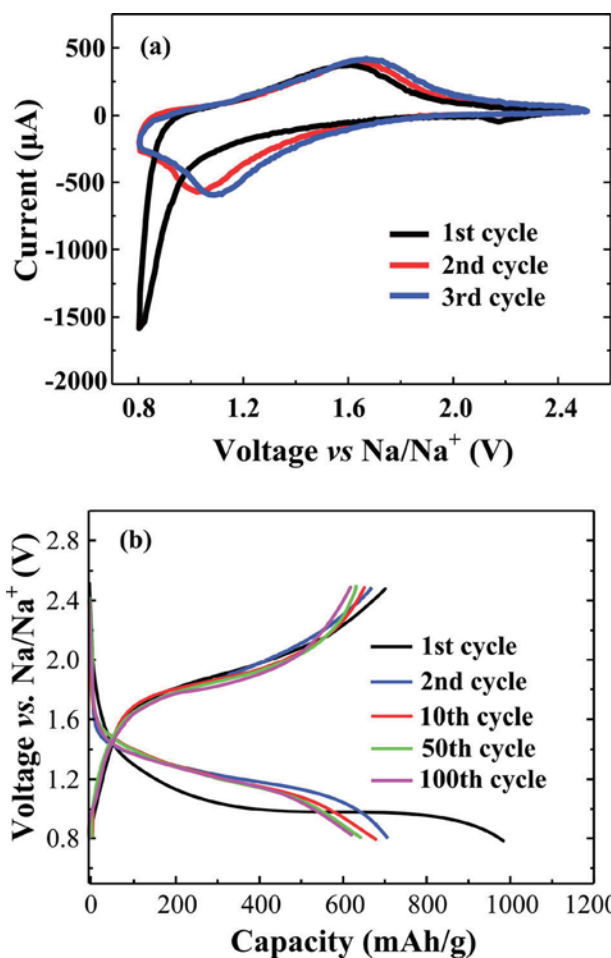 (a)
500
0
-500
-1000
-1500
-2000
Current (µA)
1st cycle
2nd cycle
3rd cycle
0.8 1.2 1.6 2.0 2.4
Voltage vs Na/Na⁺ (V)
(b)
2.8
2.4
2.0
1.6
1.2
0.8
Voltage vs. Na/Na⁺ (V)
1st cycle
2nd cycle
10th cycle
50th cycle
100th cycle
0 200 400 600 800 1000 1200
Capacity (mAh/g)